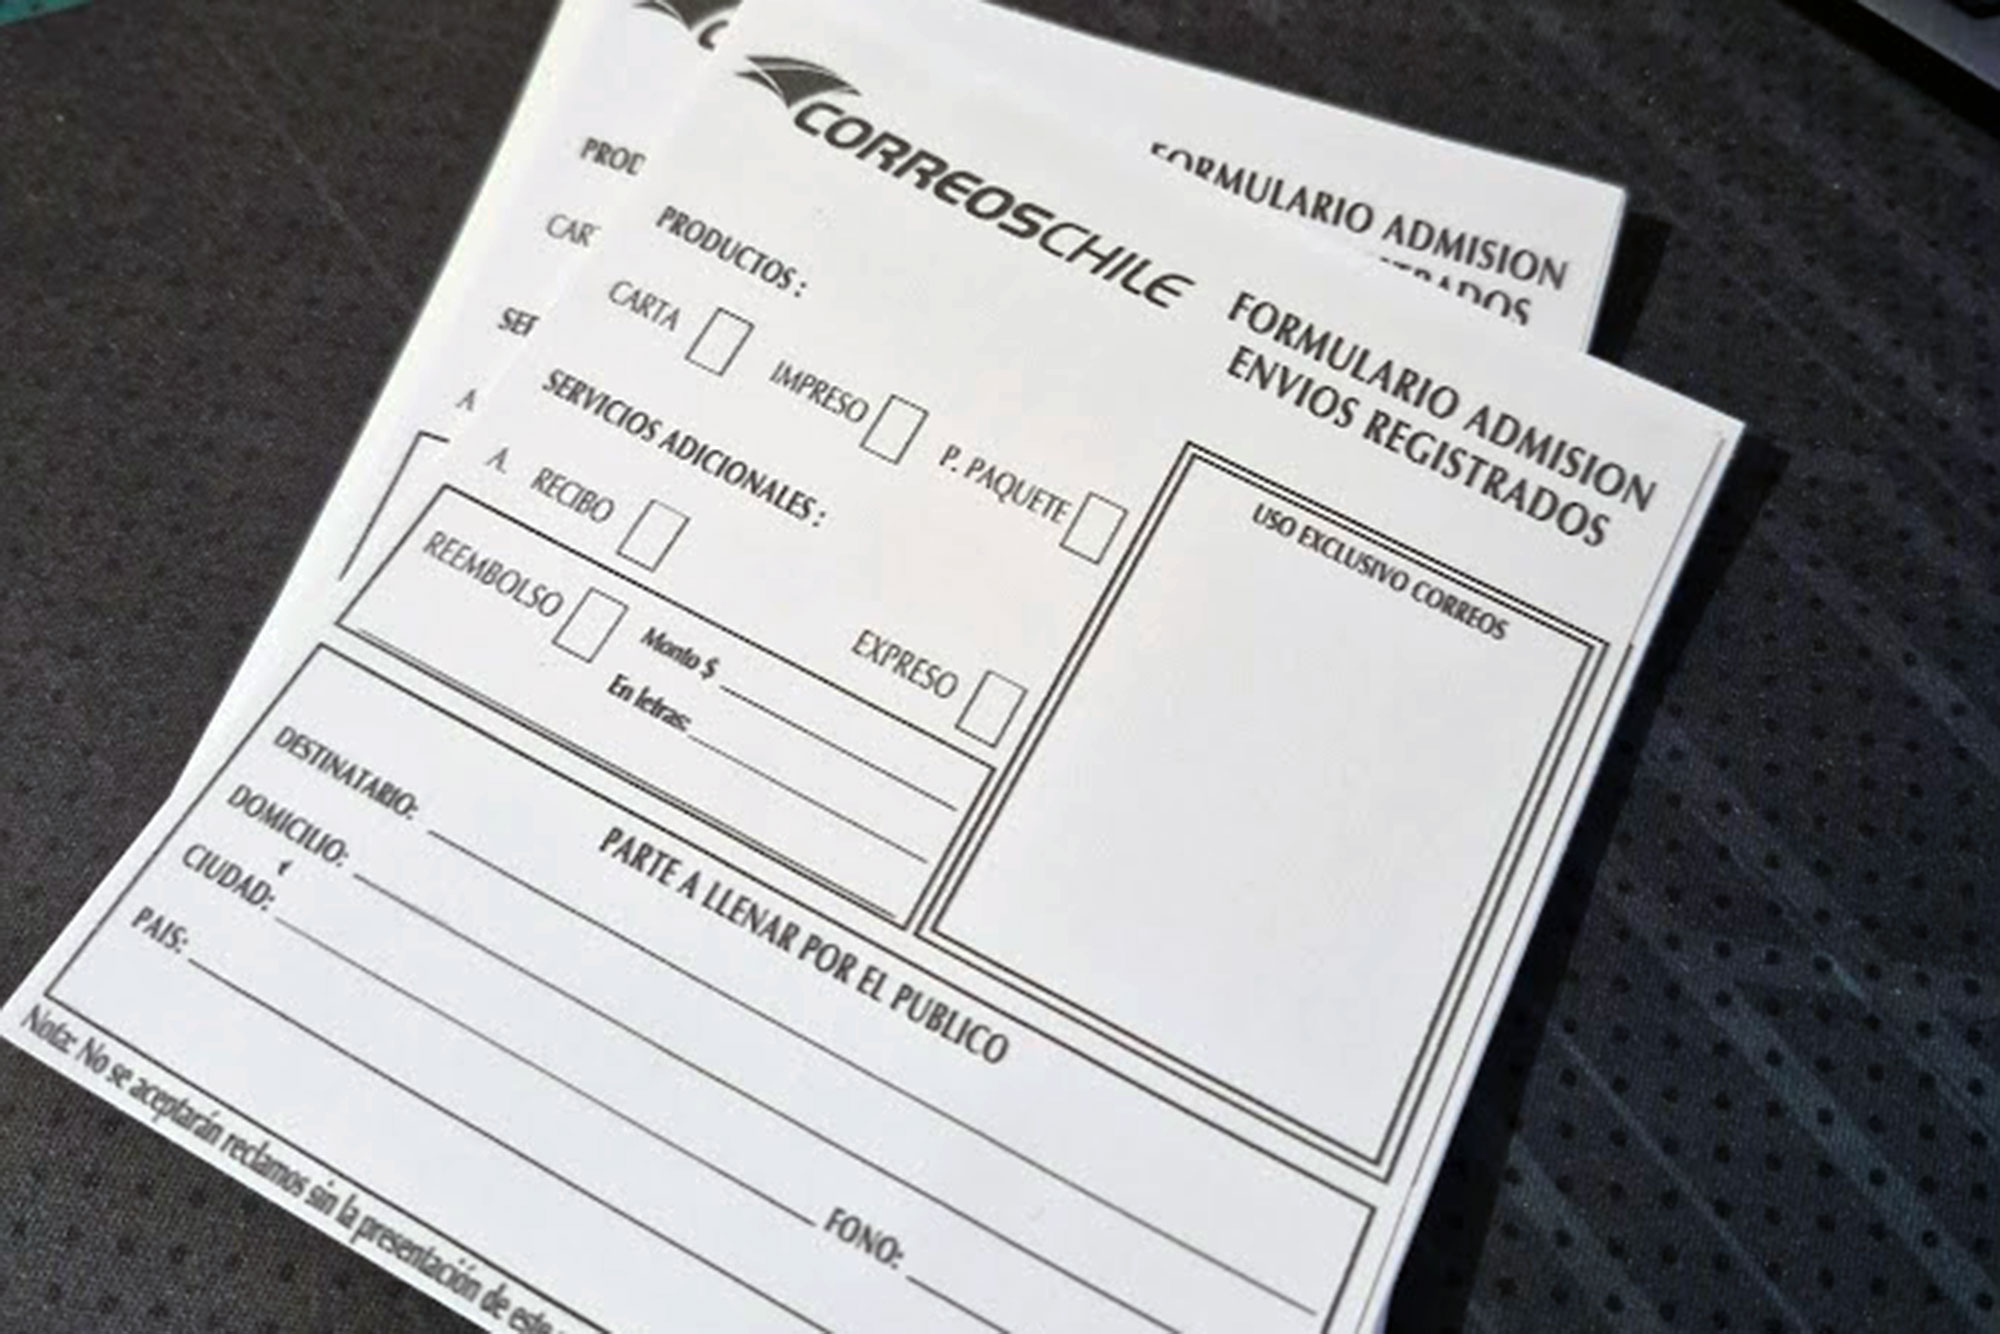 CORREOSCHILE
FORMULARIO ADMISION
ENVIOS REGISTRADOS
PRODUCTOS :
CARTA
IMPRESO
P. PAQUETE
SERVICIOS ADICIONALES :
A. RECIBO
EXPRESO
REEMBOLSO
Monto $
En letras:
USO EXCLUSIVO CORREOS
PARTE A LLENAR POR EL PUBLICO
DESTINATARIO:
DOMICILIO:
CIUDAD:
FONO:
PAIS:
Nota: No se aceptarán reclamos sin la presentación de este
FORMULARIO ADMISION